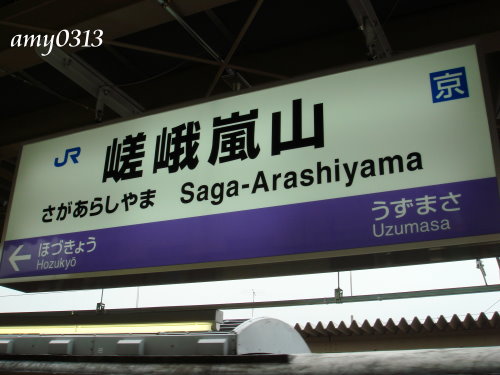 amy0313
京
JR 嵯峨嵐山
さがあらしやま Saga-Arashiyama
ほづきょう うずまさ
Hozukyō Uzumasa